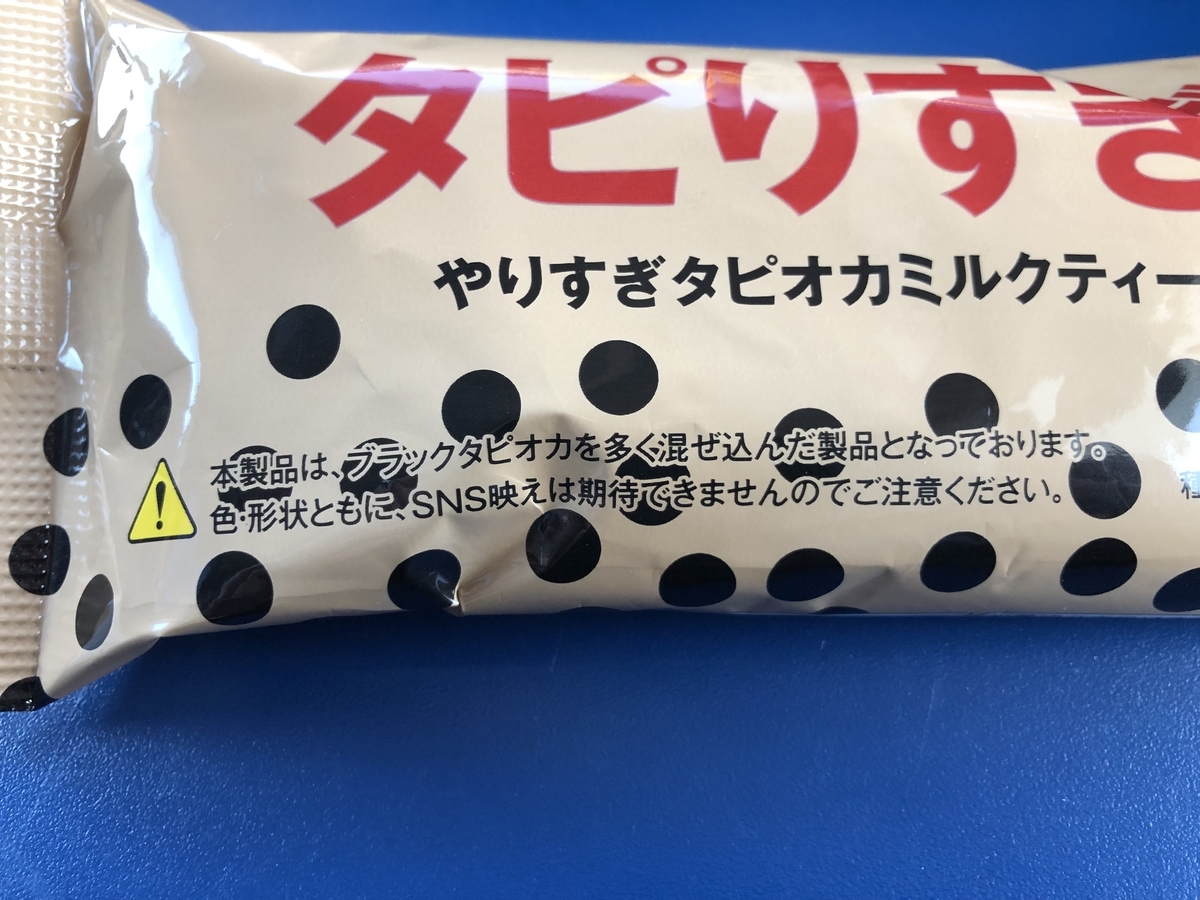 タピりすぎ
やりすぎタピオカミルクティー
本製品は、ブラックタピオカを多く混ぜ込んだ製品となっております。
色・形状ともに、SNS映えは期待できませんのでご注意ください。